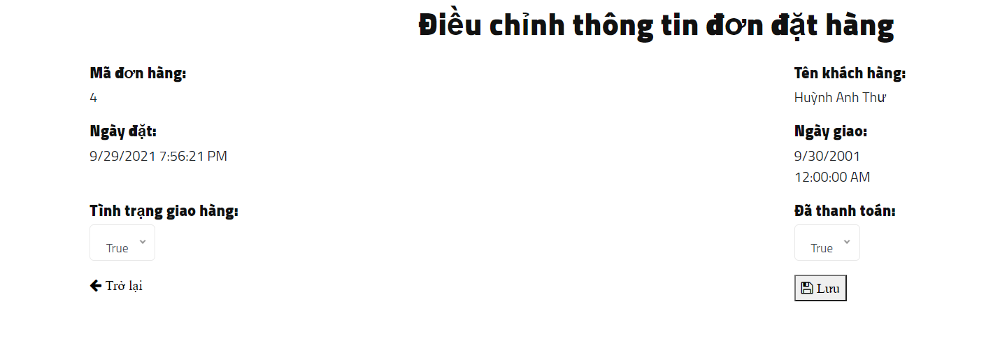 Điều chỉnh thông tin đơn đặt hàng
Mã đơn hàng:
4
Tên khách hàng:
Huỳnh Anh Thư
Ngày đặt:
9/29/2021 7:56:21 PM
Ngày giao:
9/30/2001
12:00:00 AM
Tình trạng giao hàng:
True
Đã thanh toán:
True
Trở lại
Lưu